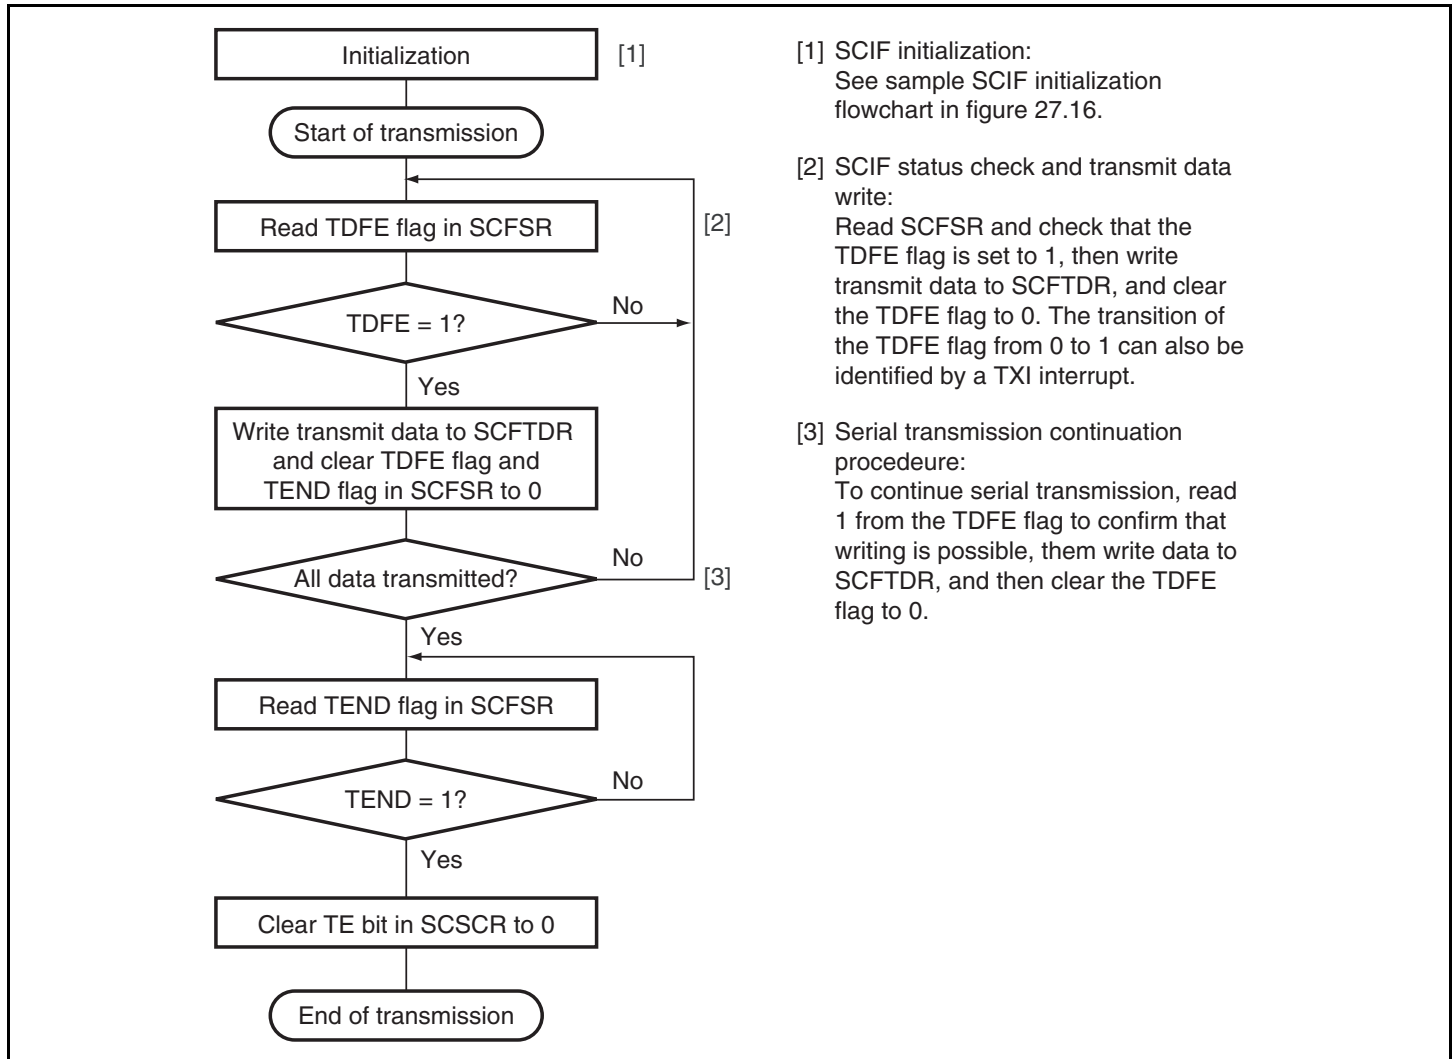 Initialization
[1]
Start of transmission
Read TDFE flag in SCFSR
[2]
TDFE = 1?
No
Yes
Write transmit data to SCFTDR
and clear TDFE flag and
TEND flag in SCFSR to 0
All data transmitted?
No
[3]
Yes
Read TEND flag in SCFSR
TEND = 1?
No
Yes
Clear TE bit in SCSCR to 0
End of transmission
[1] SCIF initialization:
See sample SCIF initialization
flowchart in figure 27.16.
[2] SCIF status check and transmit data
write:
Read SCFSR and check that the
TDFE flag is set to 1, then write
transmit data to SCFTDR, and clear
the TDFE flag to 0. The transition of
the TDFE flag from 0 to 1 can also be
identified by a TXI interrupt.
[3] Serial transmission continuation
procedeure:
To continue serial transmission, read
1 from the TDFE flag to confirm that
writing is possible, them write data to
SCFTDR, and then clear the TDFE
flag to 0.